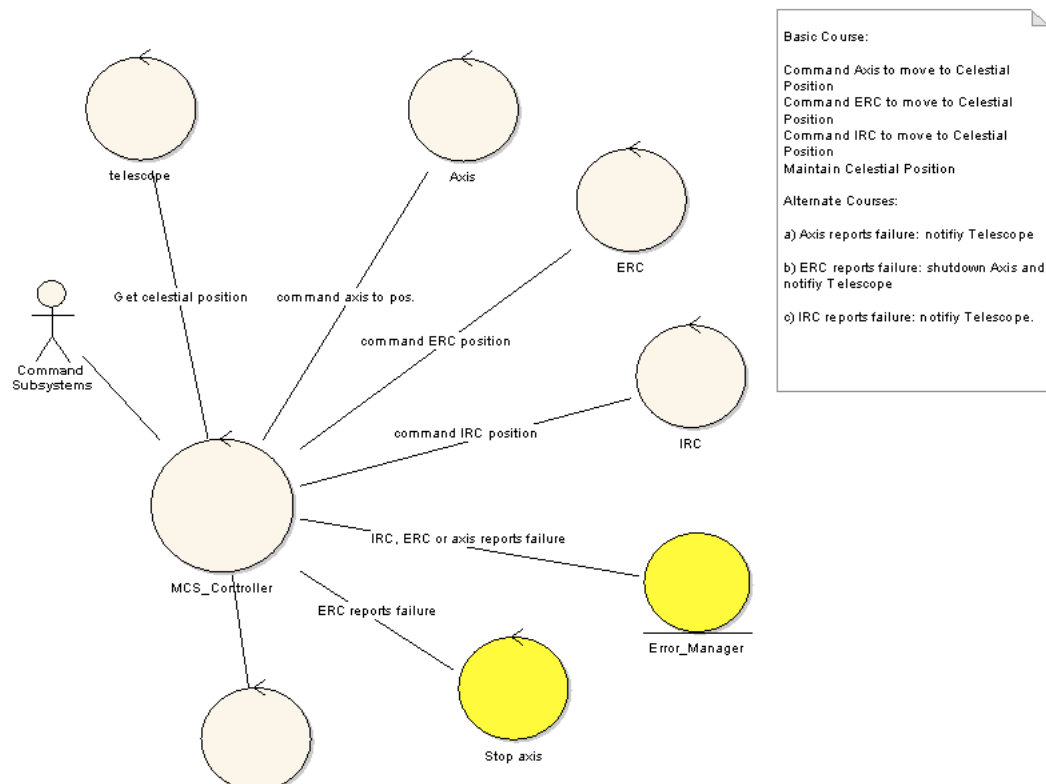 telescope
Axis
ERC
Get celestial position
command axis to pos.
command ERC position
Command
Subsystems
command IRC position
IRC
IRC, ERC or axis reports failure
MCS_Controller
ERC reports failure
Error_Manager
Stop axis
Basic Course:
Command Axis to move to Celestial
Position
Command ERC to move to Celestial
Position
Command IRC to move to Celestial
Position
Maintain Celestial Position
Alternate Courses:
a) Axis reports failure: notifiy Telescope
b) ERC reports failure: shutdown Axis and
notifiy Telescope
c) IRC reports failure: notifiy Telescope.